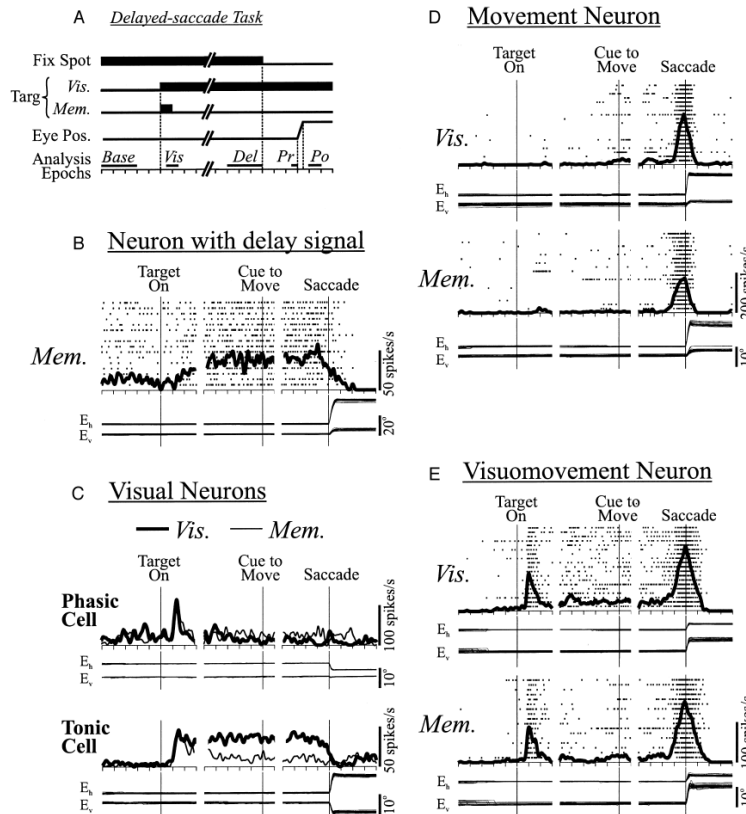 A
Delayed-saccade Task
Fix Spot
Targ { Vis.
Mem.
Eye Pos.
Analysis Epochs
Base
Vis
Del
Pr
Po
B
Neuron with delay signal
Target On
Cue to Move
Saccade
Mem.
50 spikes/s
Eh
Ev
20°
C
Visual Neurons
Vis.
Mem.
Target On
Cue to Move
Saccade
Phasic Cell
100 spikes/s
Eh
Ev
10°
Tonic Cell
50 spikes/s
Eh
Ev
10°
D
Movement Neuron
Target On
Cue to Move
Saccade
Vis.
Eh
Ev
Mem.
200 spikes/s
Eh
Ev
10°
E
Visuomovement Neuron
Target On
Cue to Move
Saccade
Vis.
Eh
Ev
Mem.
100 spikes/s
Eh
Ev
10°